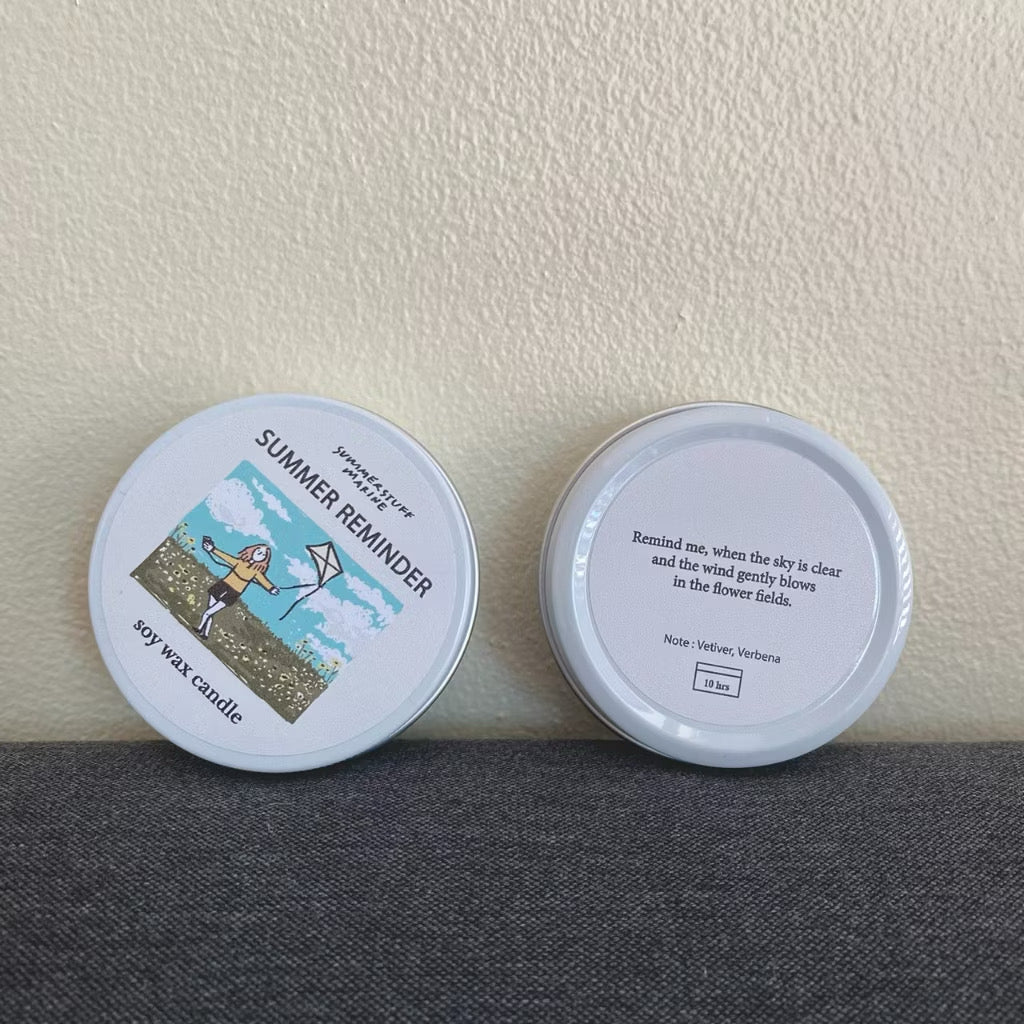 SUMMERSTUFF
MARINE
SUMMER REMINDER
soy wax candle
Remind me, when the sky is clear
and the wind gently blows
in the flower fields.
Note : Vetiver, Verbena
10 hrs